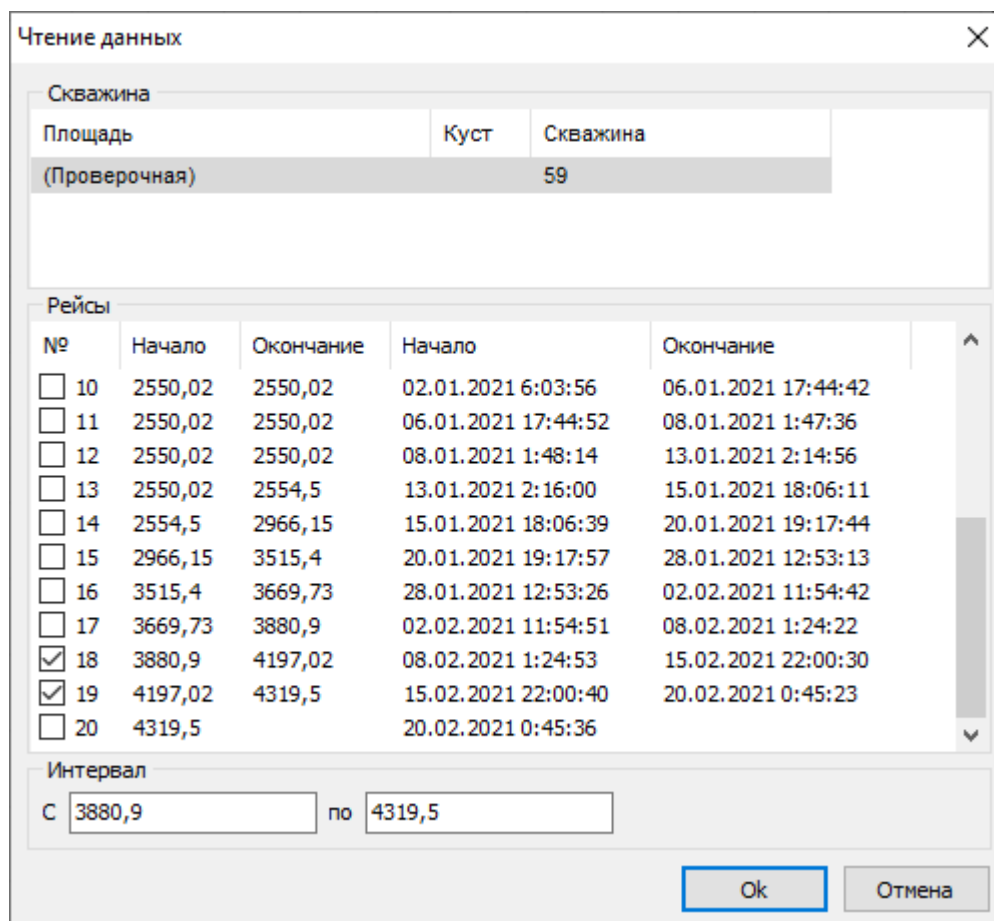 Чтение данных
Скважина
Площадь Куст Скважина
(Проверочная) 59
Рейсы
№ Начало Окончание Начало Окончание
10 2550,02 2550,02 02.01.2021 6:03:56 06.01.2021 17:44:42
11 2550,02 2550,02 06.01.2021 17:44:52 08.01.2021 1:47:36
12 2550,02 2550,02 08.01.2021 1:48:14 13.01.2021 2:14:56
13 2550,02 2554,5 13.01.2021 2:16:00 15.01.2021 18:06:11
14 2554,5 2966,15 15.01.2021 18:06:39 20.01.2021 19:17:44
15 2966,15 3515,4 20.01.2021 19:17:57 28.01.2021 12:53:13
16 3515,4 3669,73 28.01.2021 12:53:26 02.02.2021 11:54:42
17 3669,73 3880,9 02.02.2021 11:54:51 08.02.2021 1:24:22
18 3880,9 4197,02 08.02.2021 1:24:53 15.02.2021 22:00:30
19 4197,02 4319,5 15.02.2021 22:00:40 20.02.2021 0:45:23
20 4319,5 20.02.2021 0:45:36
Интервал
С 3880,9 по 4319,5
Ok Отмена